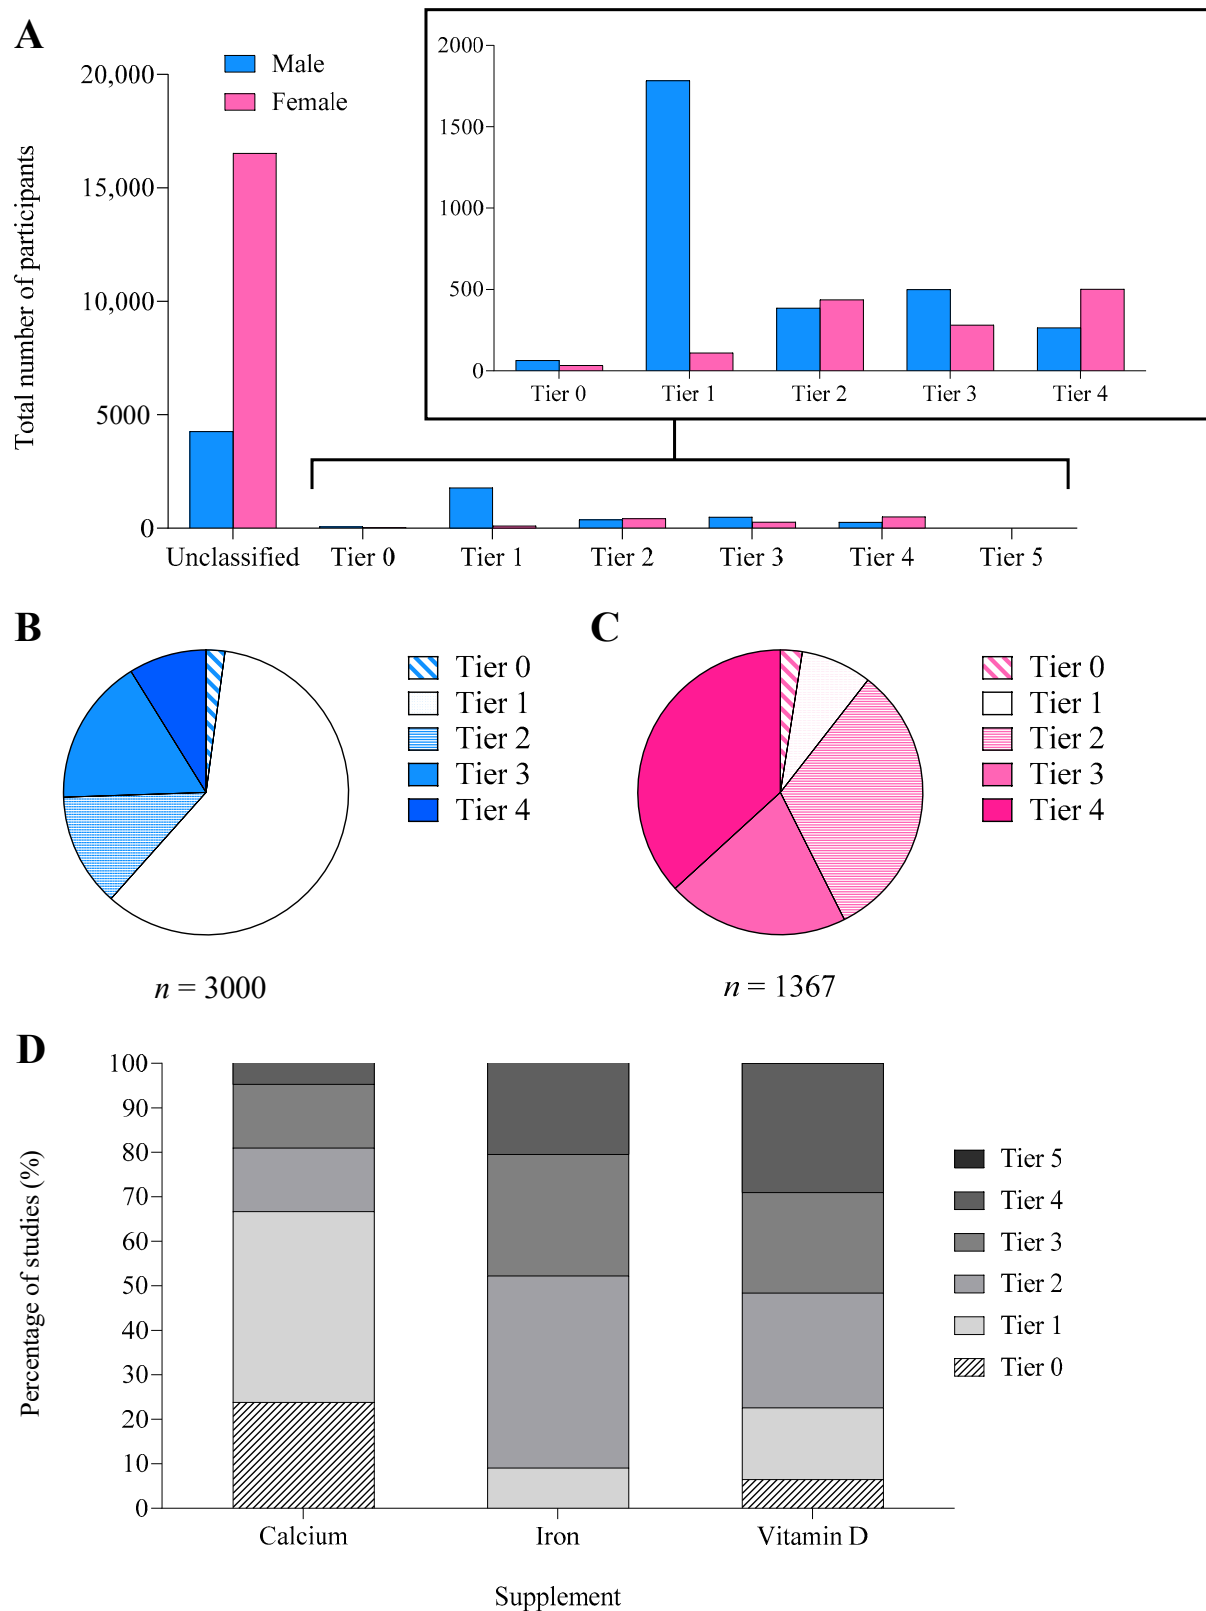 A
Male
Female
Total number of participants
20,000
15,000
10,000
5000
0
Unclassified
Tier 0
Tier 1
Tier 2
Tier 3
Tier 4
Tier 5
2000
1500
1000
500
0
Tier 0
Tier 1
Tier 2
Tier 3
Tier 4
B
Tier 0
Tier 1
Tier 2
Tier 3
Tier 4
n = 3000
C
Tier 0
Tier 1
Tier 2
Tier 3
Tier 4
n = 1367
D
Percentage of studies (%)
100
90
80
70
60
50
40
30
20
10
0
Calcium
Iron
Vitamin D
Supplement
Tier 5
Tier 4
Tier 3
Tier 2
Tier 1
Tier 0